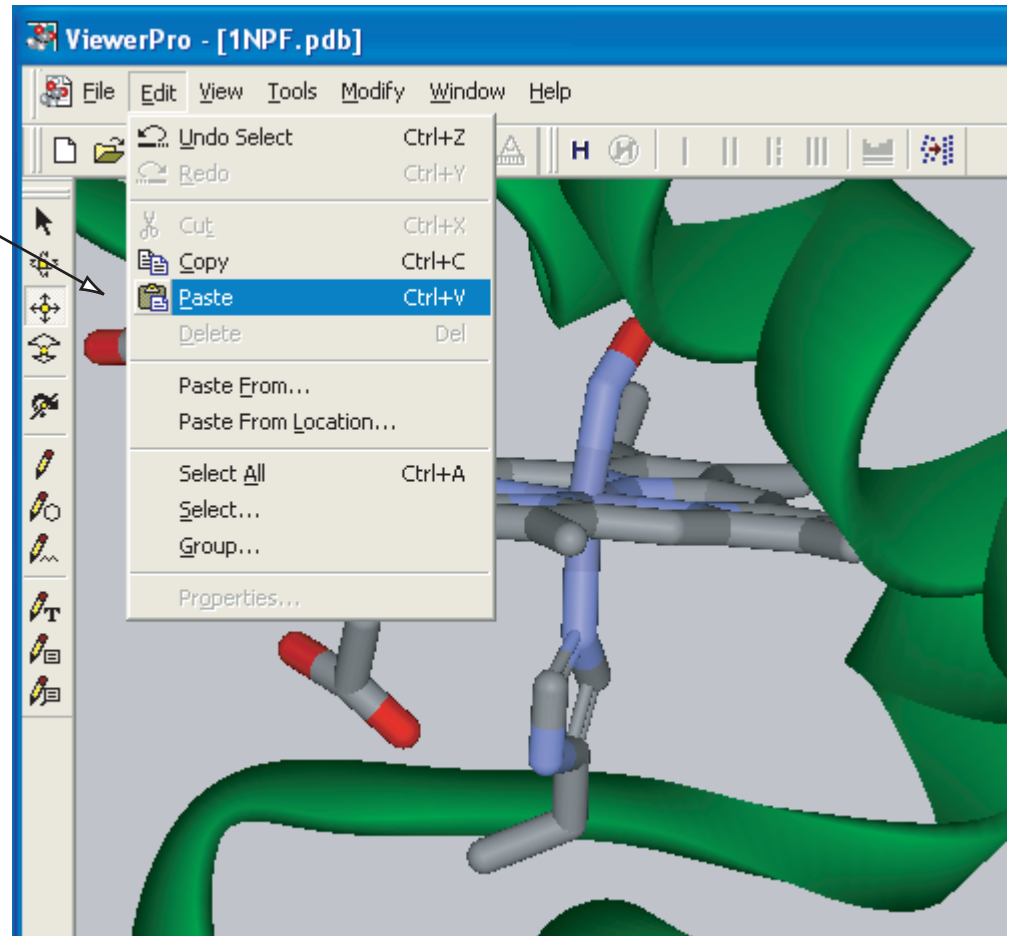 ViewerPro - [1NPF.pdb]
File Edit View Tools Modify Window Help
H H
Undo Select Ctrl+Z
Redo Ctrl+Y
Cut Ctrl+X
Copy Ctrl+C
Paste Ctrl+V
Delete Del
Paste From...
Paste From Location...
Select All Ctrl+A
Select...
Group...
Properties...
T